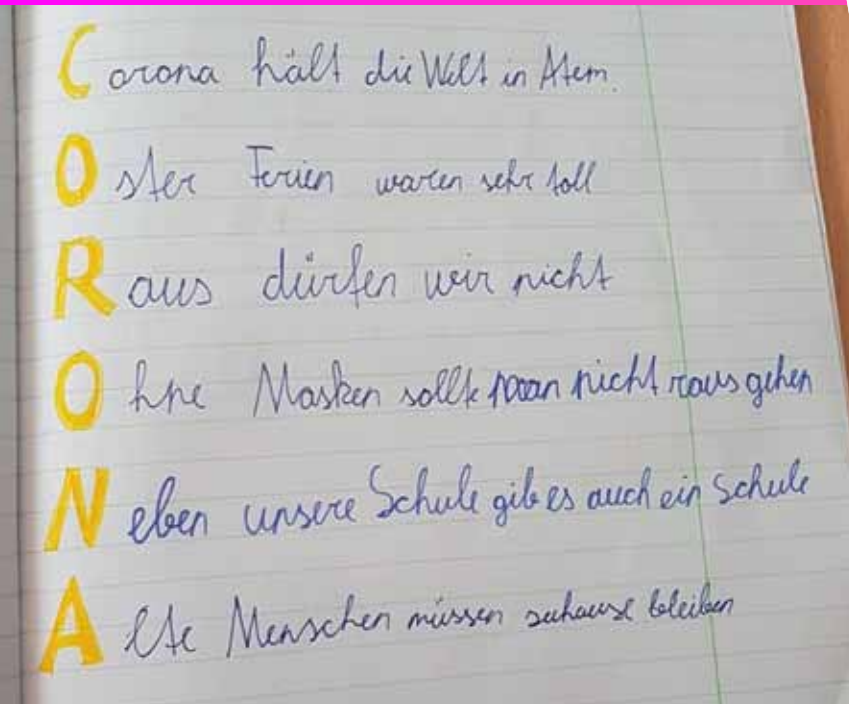 Corona hält die Welt in Atem.
Oster Ferien waren sehr toll
Raus dürfen wir nicht
Ohne Masken sollte man nicht raus gehen
Neben unsere Schule gib es auch ein Schule
Alte Menschen müssen zuhause bleiben